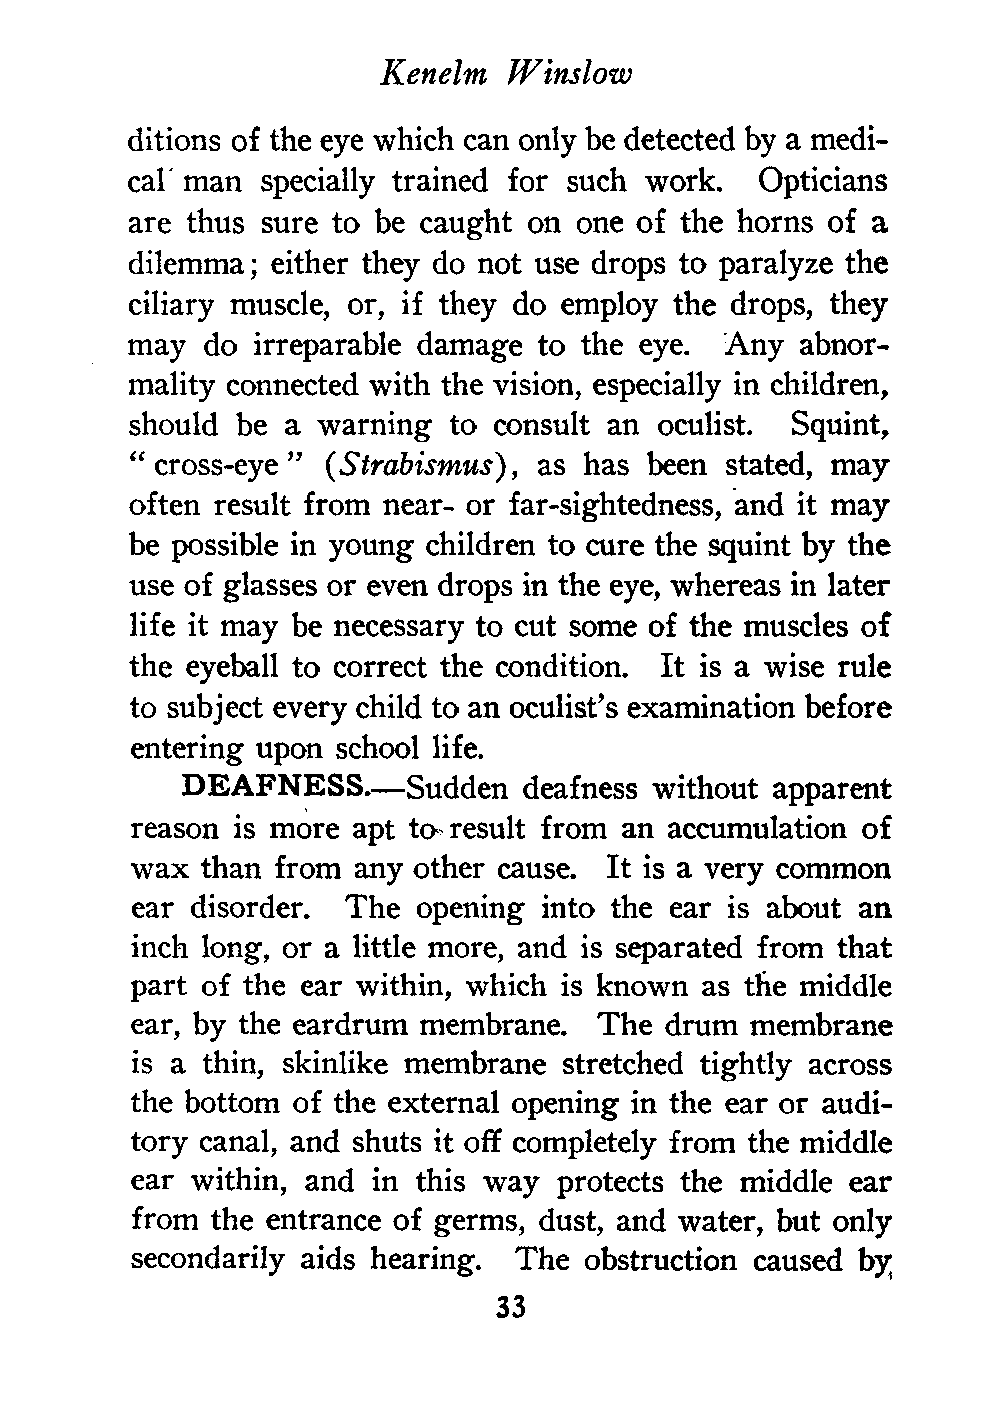 Kenelm Winslow
ditions of the eye which can only be detected by a medi-
cal man specially trained for such work. Opticians
are thus sure to be caught on one of the horns of a
dilemma; either they do not use drops to paralyze the
ciliary muscle, or, if they do employ the drops, they
may do irreparable damage to the eye. Any abnor-
mality connected with the vision, especially in children,
should be a warning to consult an oculist. Squint,
“ cross-eye ” (Strabismus), as has been stated, may
often result from near- or far-sightedness, and it may
be possible in young children to cure the squint by the
use of glasses or even drops in the eye, whereas in later
life it may be necessary to cut some of the muscles of
the eyeball to correct the condition. It is a wise rule
to subject every child to an oculist’s examination before
entering upon school life.
DEAFNESS.—Sudden deafness without apparent
reason is more apt to result from an accumulation of
wax than from any other cause. It is a very common
ear disorder. The opening into the ear is about an
inch long, or a little more, and is separated from that
part of the ear within, which is known as the middle
ear, by the eardrum membrane. The drum membrane
is a thin, skinlike membrane stretched tightly across
the bottom of the external opening in the ear or audi-
tory canal, and shuts it off completely from the middle
ear within, and in this way protects the middle ear
from the entrance of germs, dust, and water, but only
secondarily aids hearing. The obstruction caused by
33